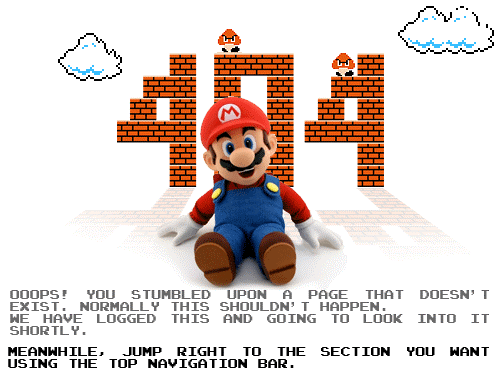 404
M
OOOPS! YOU STUMBLED UPON A PAGE THAT DOESN'T
EXIST. NORMALLY THIS SHOULDN'T HAPPEN.
WE HAVE LOGGED THIS AND GOING TO LOOK INTO IT
SHORTLY.
MEANWHILE, JUMP RIGHT TO THE SECTION YOU WANT
USING THE TOP NAVIGATION BAR.